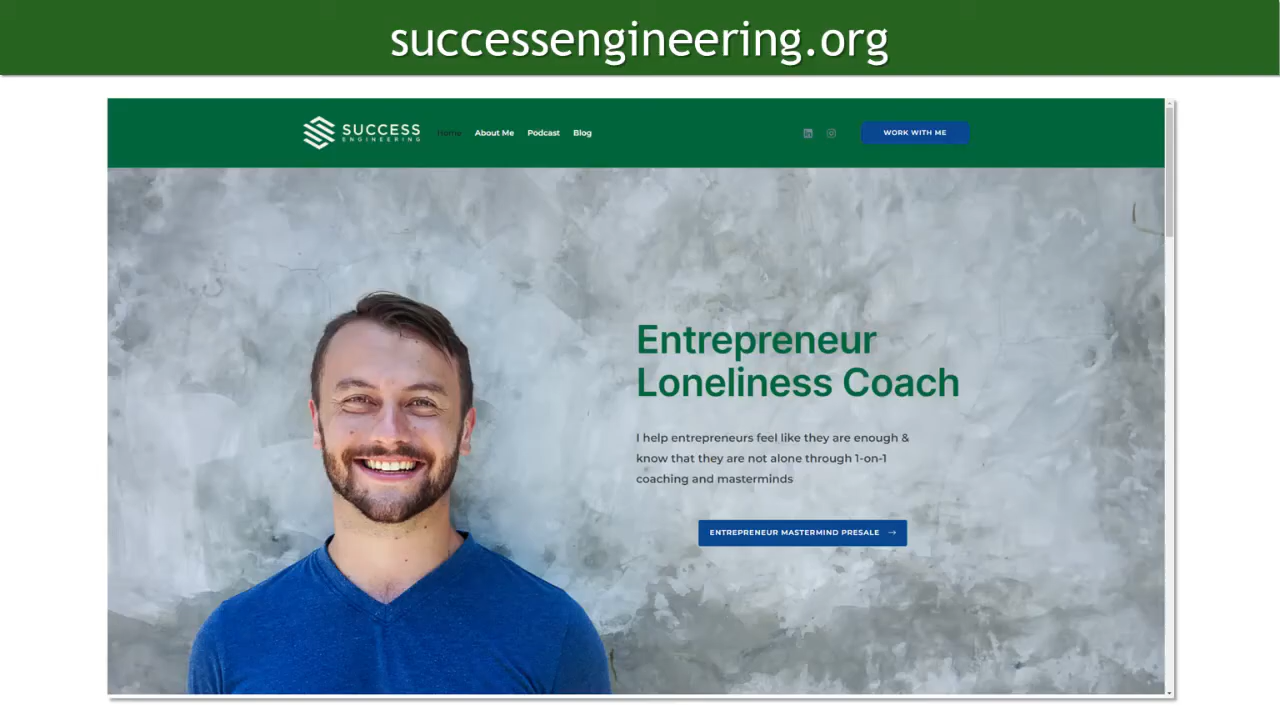 successengineering.org
SUCCESS
ENGINEERING
Home About Me Podcast Blog
WORK WITH ME
Entrepreneur
Loneliness Coach
I help entrepreneurs feel like they are enough &
know that they are not alone through 1-on-1
coaching and masterminds
ENTREPRENEUR MASTERMIND PRESALE →